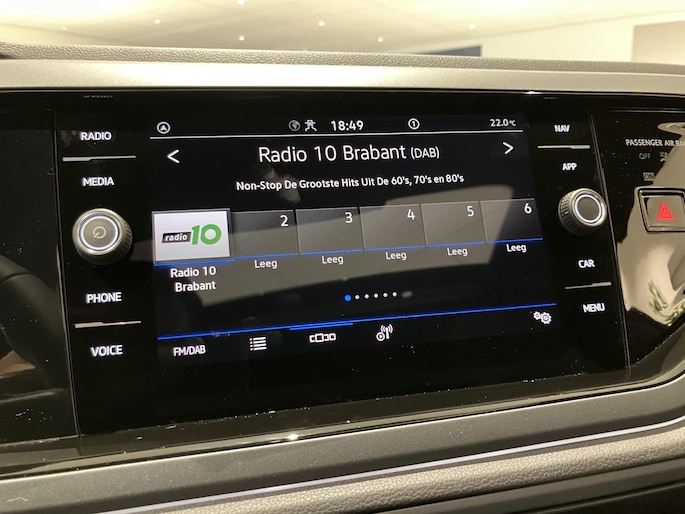 RADIO
MEDIA
PHONE
VOICE
18:49
1
22.0°C
Radio 10 Brabant (DAB)
Non-Stop De Grootste Hits Uit De 60's, 70's en 80's
radio 10
2
3
4
5
6
Radio 10
Brabant
Leeg
Leeg
Leeg
Leeg
Leeg
FM/DAB
NAV
APP
CAR
MENU
PASSENGER AIR BAG
OFF
ON